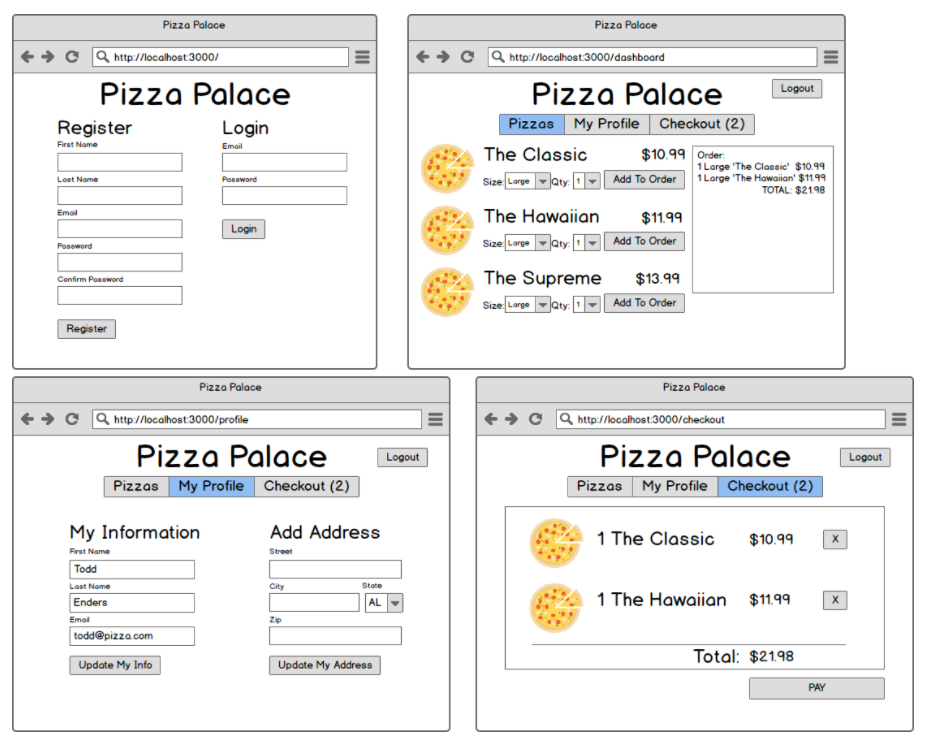 Pizza Palace
http://localhost:3000/
Pizza Palace
Register
First Name
Last Name
Email
Password
Confirm Password
Register
Login
Email
Password
Login
Pizza Palace
http://localhost:3000/dashboard
Pizza Palace
Logout
Pizzas My Profile Checkout (2)
The Classic $10.99
Size: Large Qty: 1 Add To Order
The Hawaiian $11.99
Size: Large Qty: 1 Add To Order
The Supreme $13.99
Size: Large Qty: 1 Add To Order
Order:
1 Large 'The Classic' $10.99
1 Large 'The Hawaiian' $11.99
TOTAL: $21.98
Pizza Palace
http://localhost:3000/profile
Pizza Palace
Logout
Pizzas My Profile Checkout (2)
My Information
First Name
Todd
Last Name
Enders
Email
todd@pizza.com
Update My Info
Add Address
Street
City State
AL
Zip
Update My Address
Pizza Palace
http://localhost:3000/checkout
Pizza Palace
Logout
Pizzas My Profile Checkout (2)
1 The Classic $10.99 X
1 The Hawaiian $11.99 X
Total: $21.98
PAY